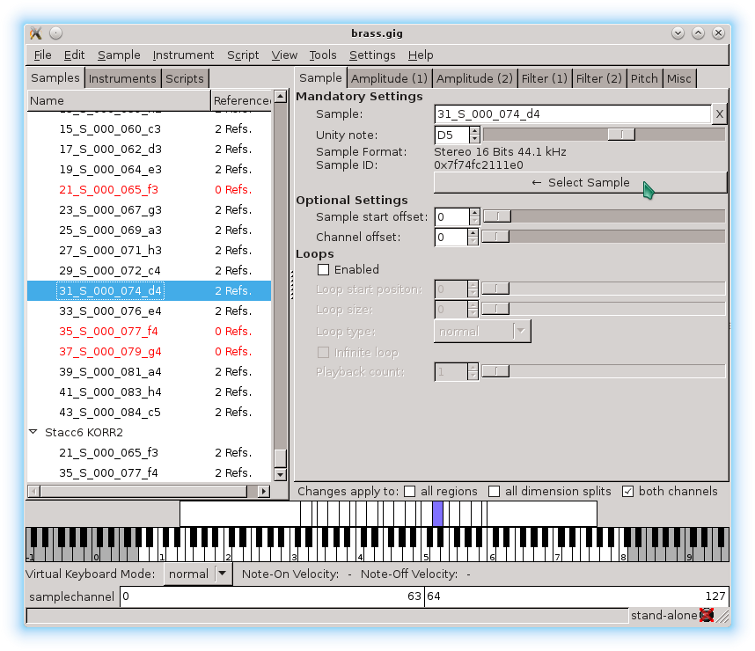 brass.gig
File Edit Sample Instrument Script View Tools Settings Help
Samples Instruments Scripts
Name Reference
15_S_000_060_c3 2 Refs.
17_S_000_062_d3 2 Refs.
19_S_000_064_e3 2 Refs.
21_S_000_065_f3 0 Refs.
23_S_000_067_g3 2 Refs.
25_S_000_069_a3 2 Refs.
27_S_000_071_h3 2 Refs.
29_S_000_072_c4 2 Refs.
31_S_000_074_d4 2 Refs.
33_S_000_076_e4 2 Refs.
35_S_000_077_f4 0 Refs.
37_S_000_079_g4 0 Refs.
39_S_000_081_a4 2 Refs.
41_S_000_083_h4 2 Refs.
43_S_000_084_c5 2 Refs.
Stacc6 KORR2
21_S_000_065_f3 2 Refs.
35_S_000_077_f4 2 Refs.
Sample Amplitude (1) Amplitude (2) Filter (1) Filter (2) Pitch Misc
Mandatory Settings
Sample: 31_S_000_074_d4 X
Unity note: D5
Sample Format: Stereo 16 Bits 44.1 kHz
Sample ID: 0x7f74fc2111e0
← Select Sample
Optional Settings
Sample start offset: 0
Channel offset: 0
Loops
Enabled
Loop start positon: 0
Loop size: 0
Loop type: normal
Infinite loop
Playback count: 1
Changes apply to: all regions all dimension splits both channels
-1 0 1 2 3 4 5 6 7 8 9
Virtual Keyboard Mode: normal Note-On Velocity: - Note-Off Velocity: -
samplechannel 0 63 64 127
stand-alone